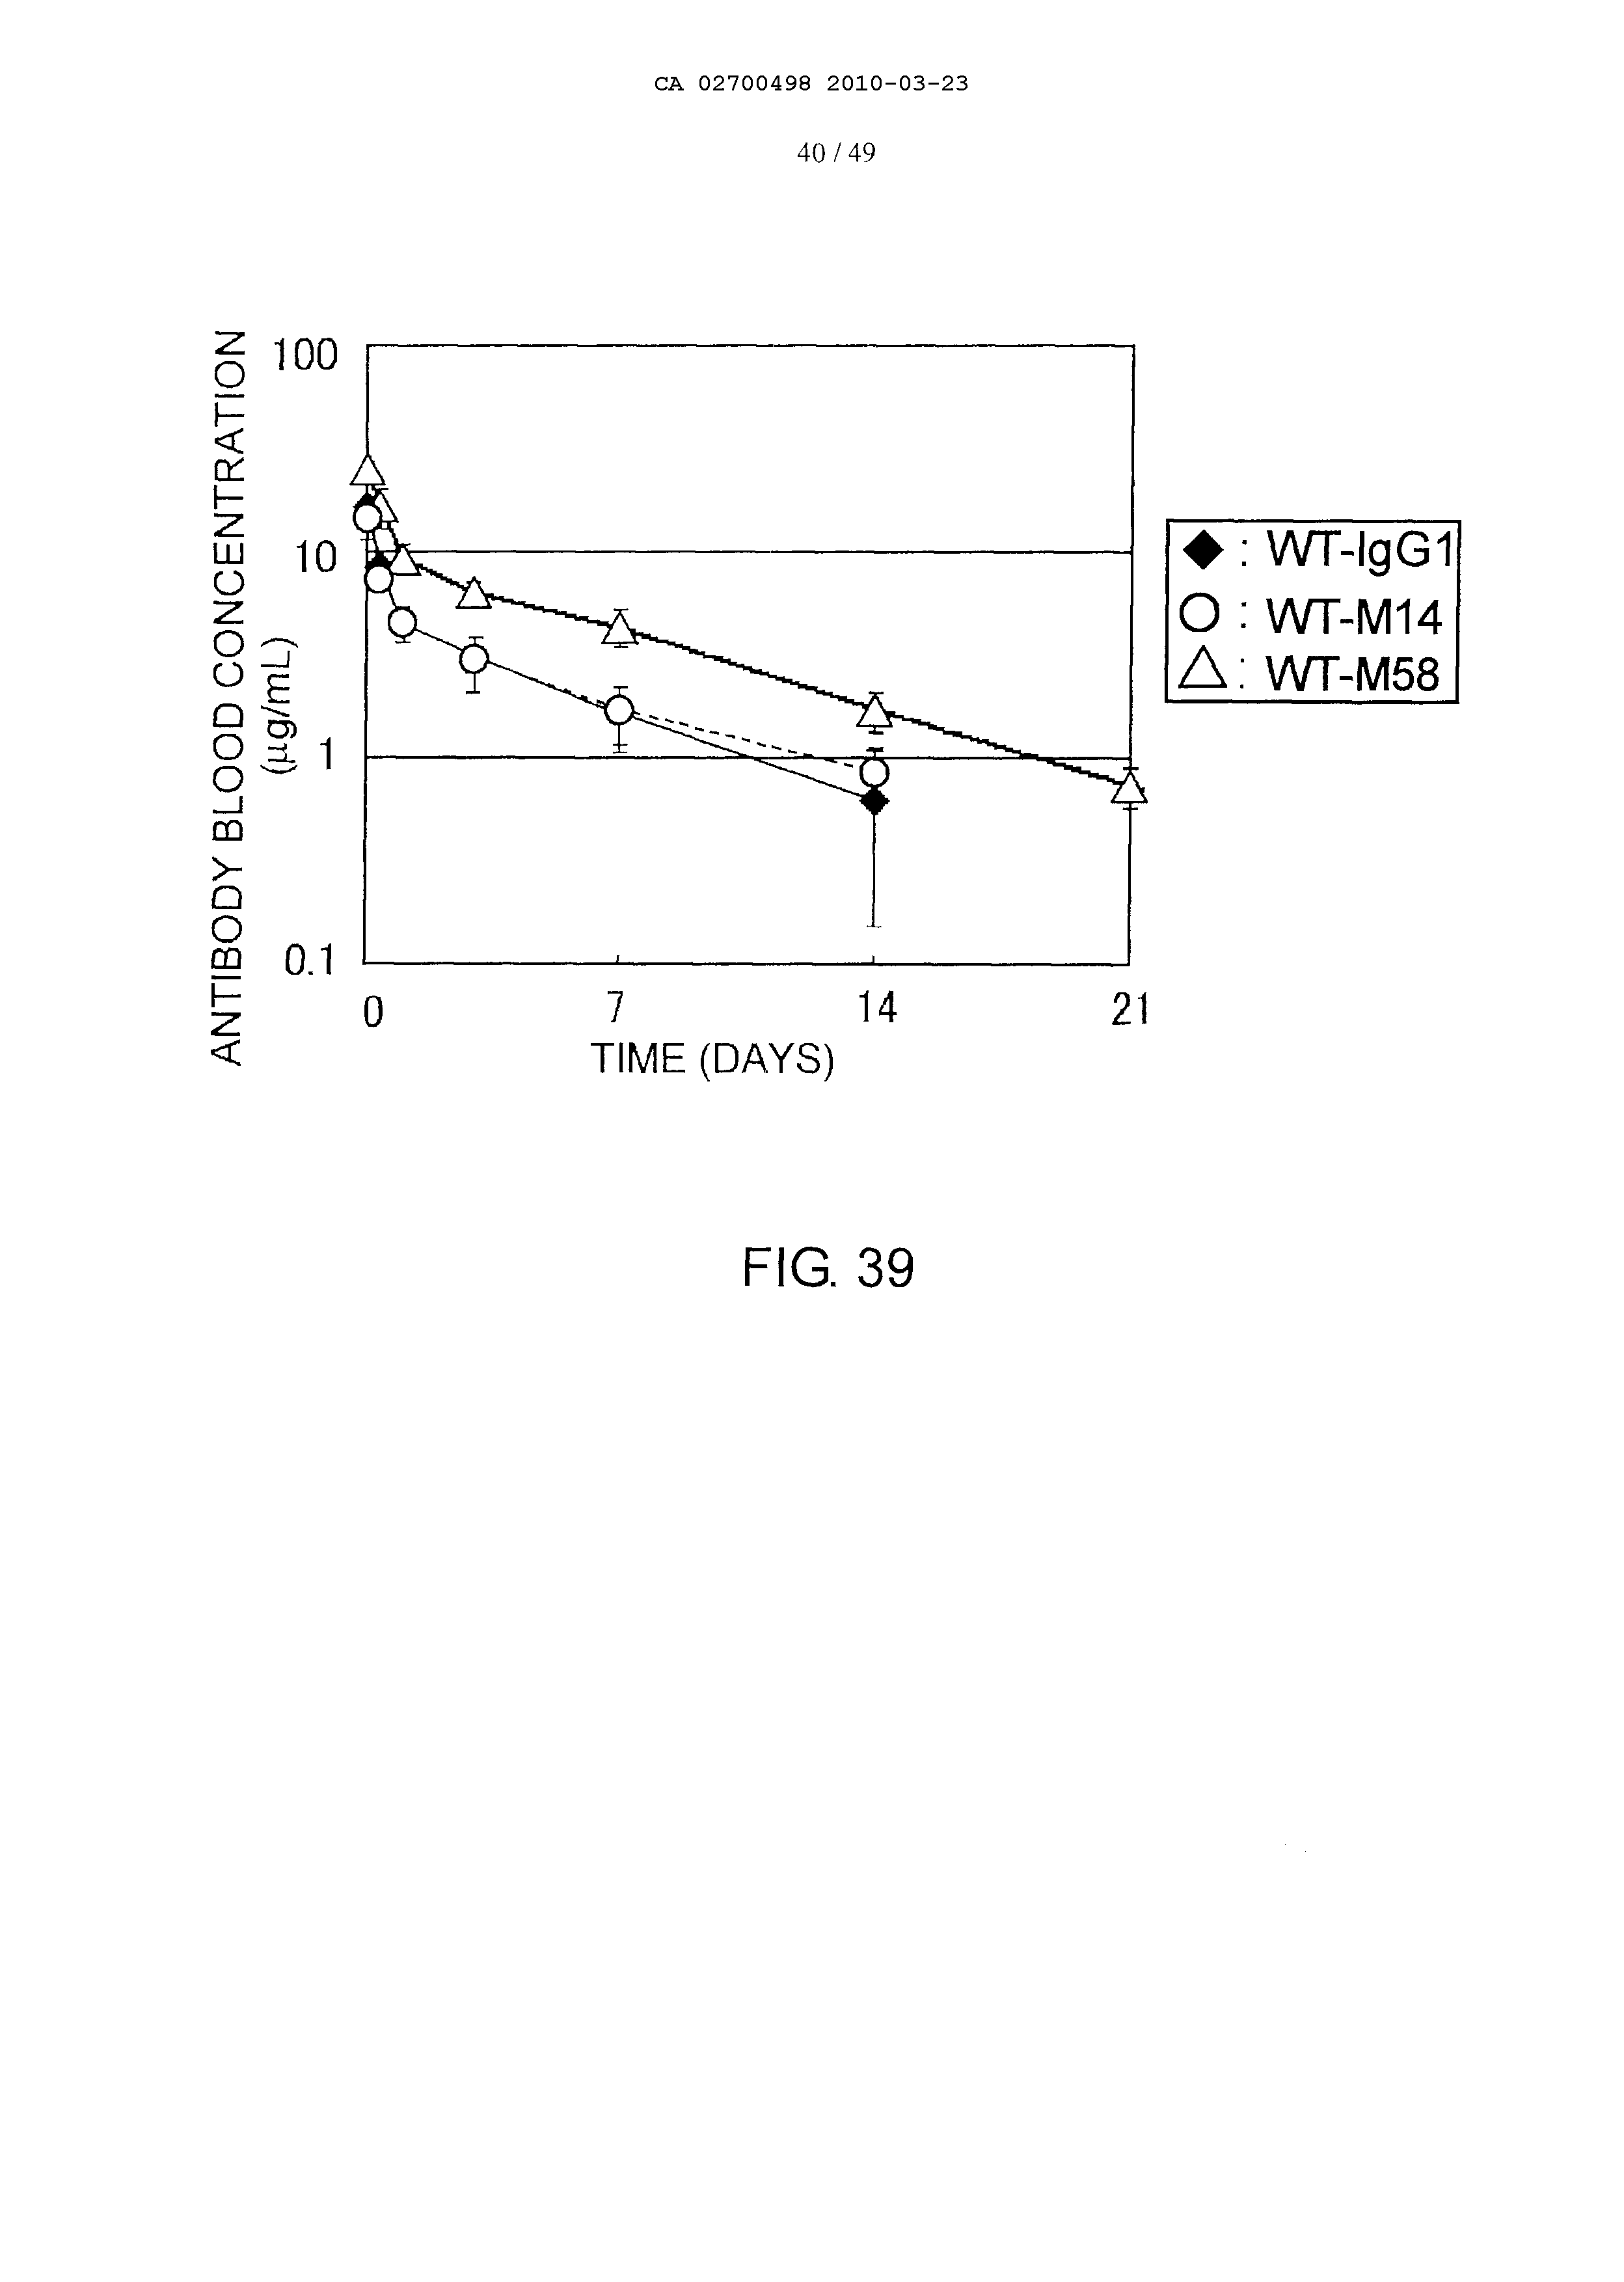 CA 02700498 2010-03-23
40 / 49
ANTIBODY BLOOD CONCENTRATION
(µg/mL)
100
10
1
0.1
0
7
14
21
TIME (DAYS)
◆ : WT-IgG1
○ : WT-M14
△ : WT-M58
FIG. 39